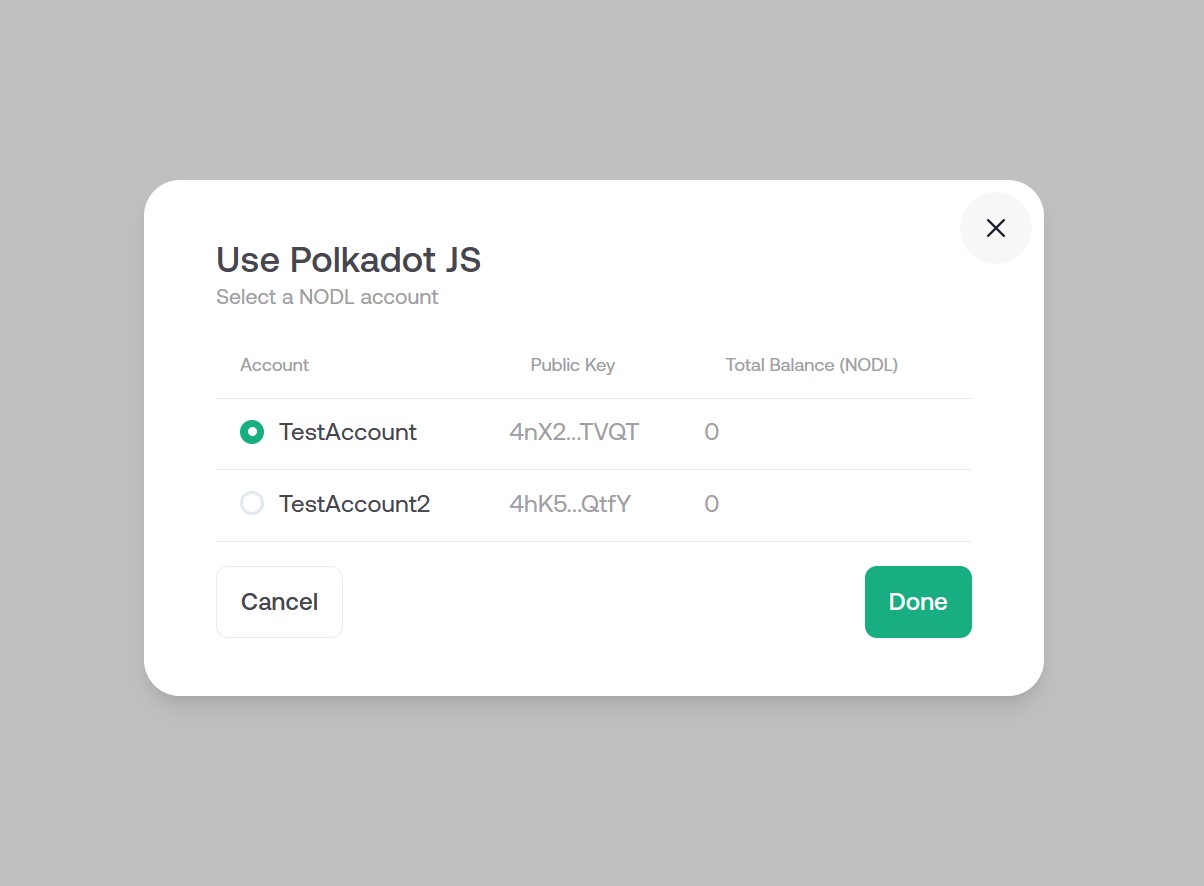 Use Polkadot JS
Select a NODL account
Account Public Key Total Balance (NODL)
TestAccount 4nX2...TVQT 0
TestAccount2 4hK5...QtfY 0
Cancel Done